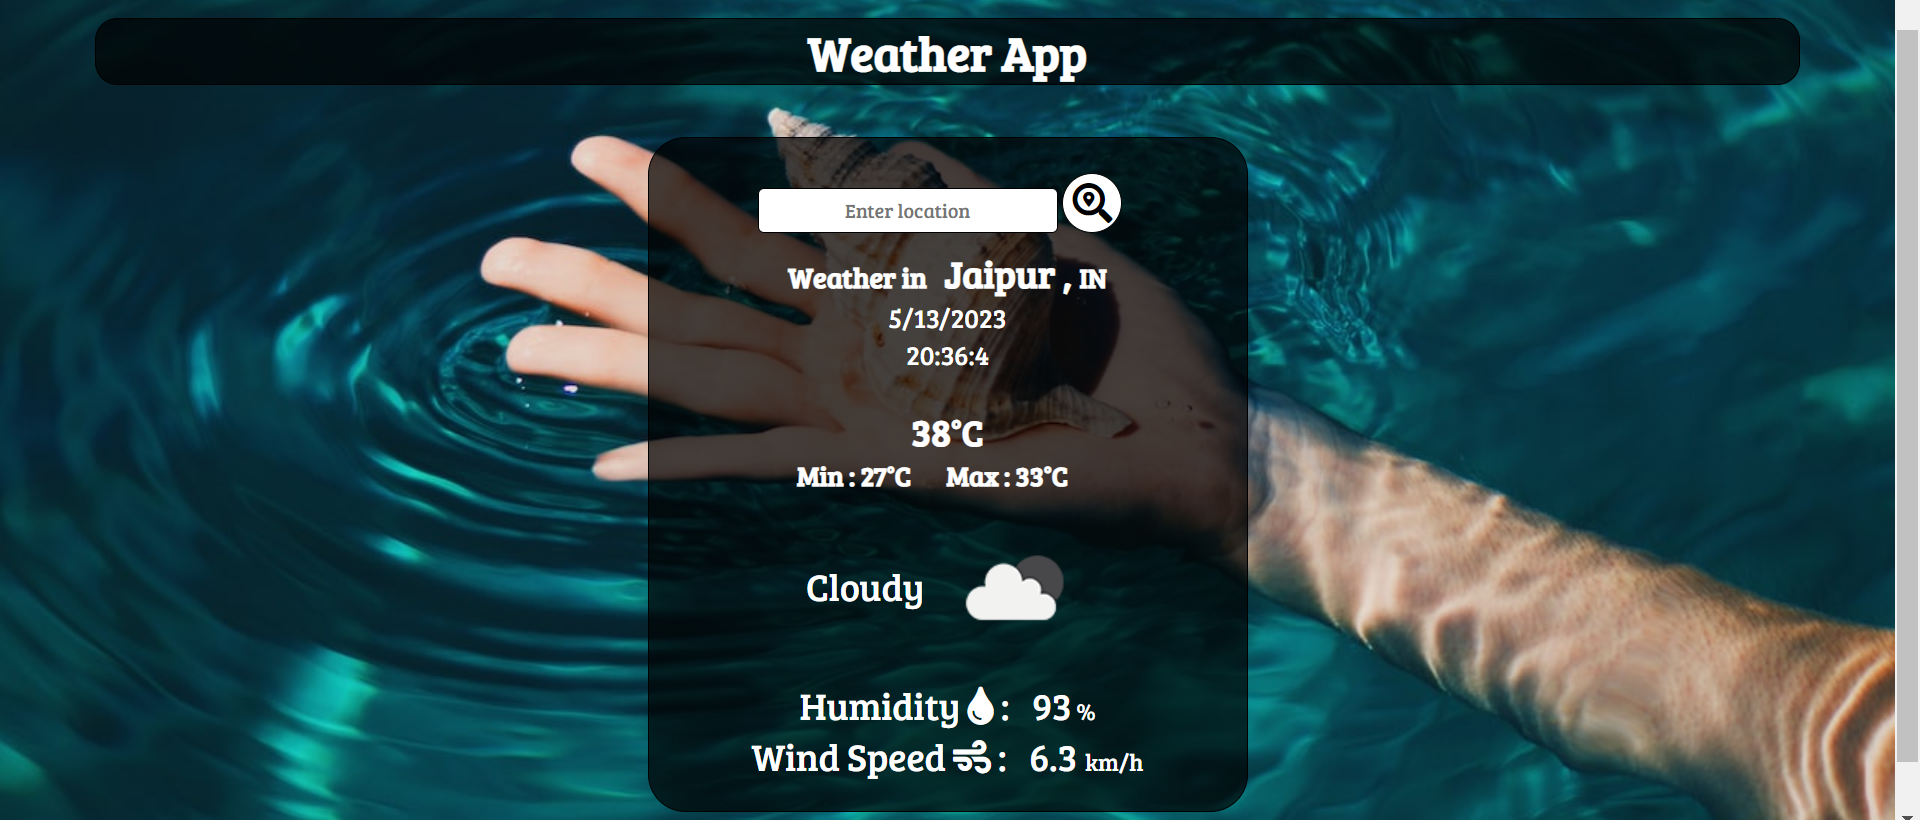 Weather App
Enter location
Weather in Jaipur , IN
5/13/2023
20:36:4
38°C
Min : 27°C Max : 33°C
Cloudy
Humidity : 93 %
Wind Speed : 6.3 km/h